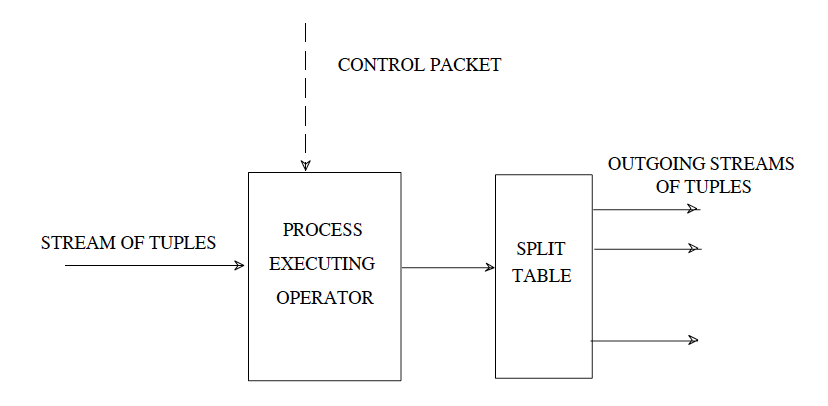 CONTROL PACKET
OUTGOING STREAMS
OF TUPLES
STREAM OF TUPLES
PROCESS
EXECUTING
OPERATOR
SPLIT
TABLE